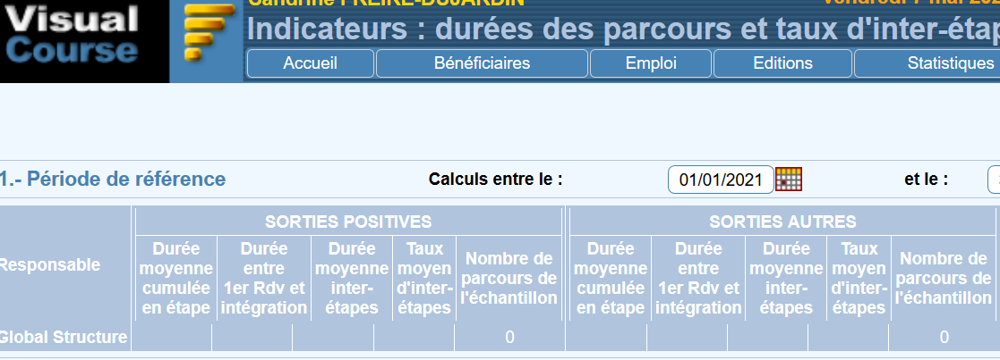 Visual
Course
Sandrine FREIRE-DUJARDIN
Vendredi 7 mai
Indicateurs : durées des parcours et taux d'inter-étap
Accueil
Bénéficiaires
Emploi
Editions
Statistiques
1.- Période de référence
Calculs entre le :
01/01/2021
et le :
Responsable
SORTIES POSITIVES
Durée
moyenne
cumulée
en étape
Durée
entre
1er Rdv et
intégration
Durée
moyenne
inter-
étapes
Taux
moyen
d'inter-
étapes
Nombre de
parcours de
l'échantillon
SORTIES AUTRES
Durée
moyenne
cumulée
en étape
Durée
entre
1er Rdv et
intégration
Durée
moyenne
inter-
étapes
Taux
moyen
d'inter-
étapes
Nombre de
parcours de
l'échantillon
Global Structure
0
0